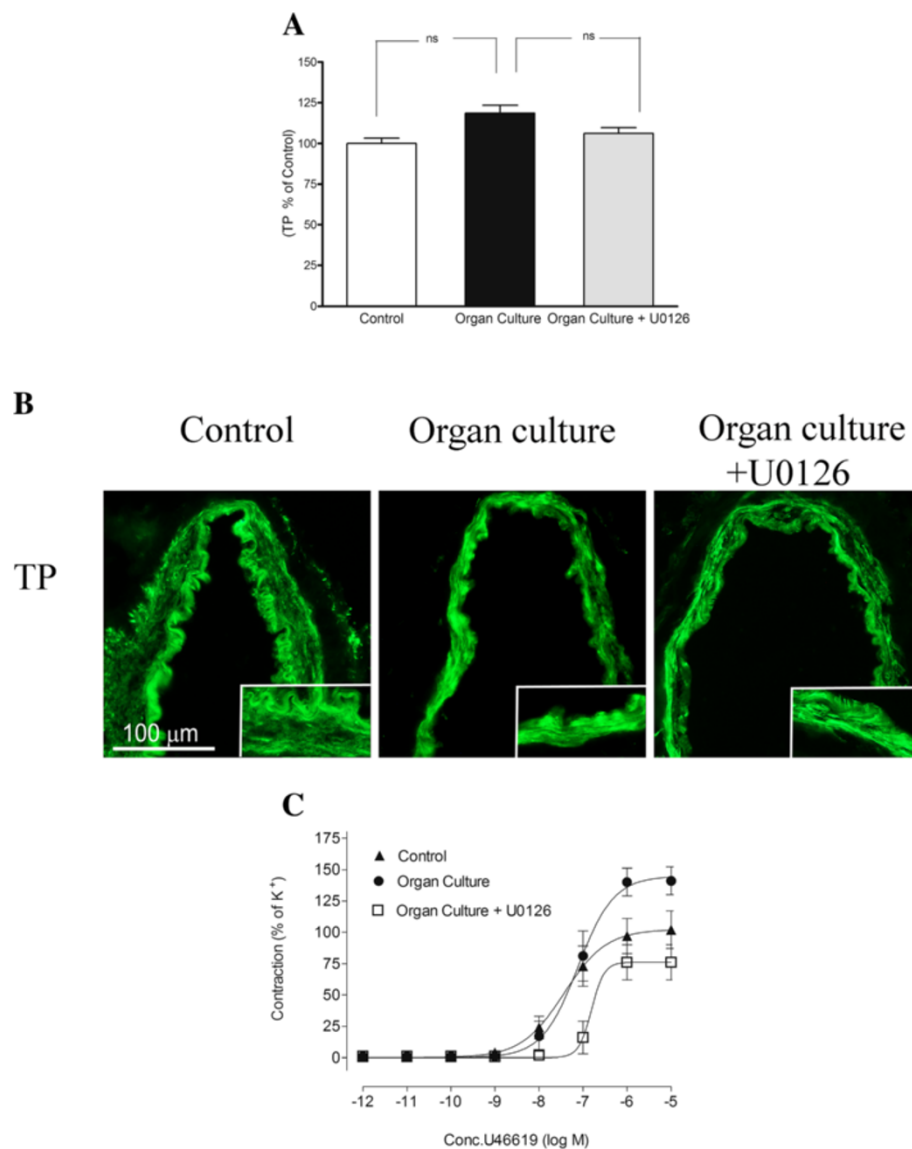 A
ns
ns
(TP % of Control)
150
125
100
75
50
25
0
Control
Organ Culture
Organ Culture + U0126
B
Control
Organ culture
Organ culture
+U0126
TP
100 μm
C
Contraction (% of K⁺)
175
150
125
100
75
50
25
0
Control
Organ Culture
Organ Culture + U0126
-12 -11 -10 -9 -8 -7 -6 -5
Conc.U46619 (log M)